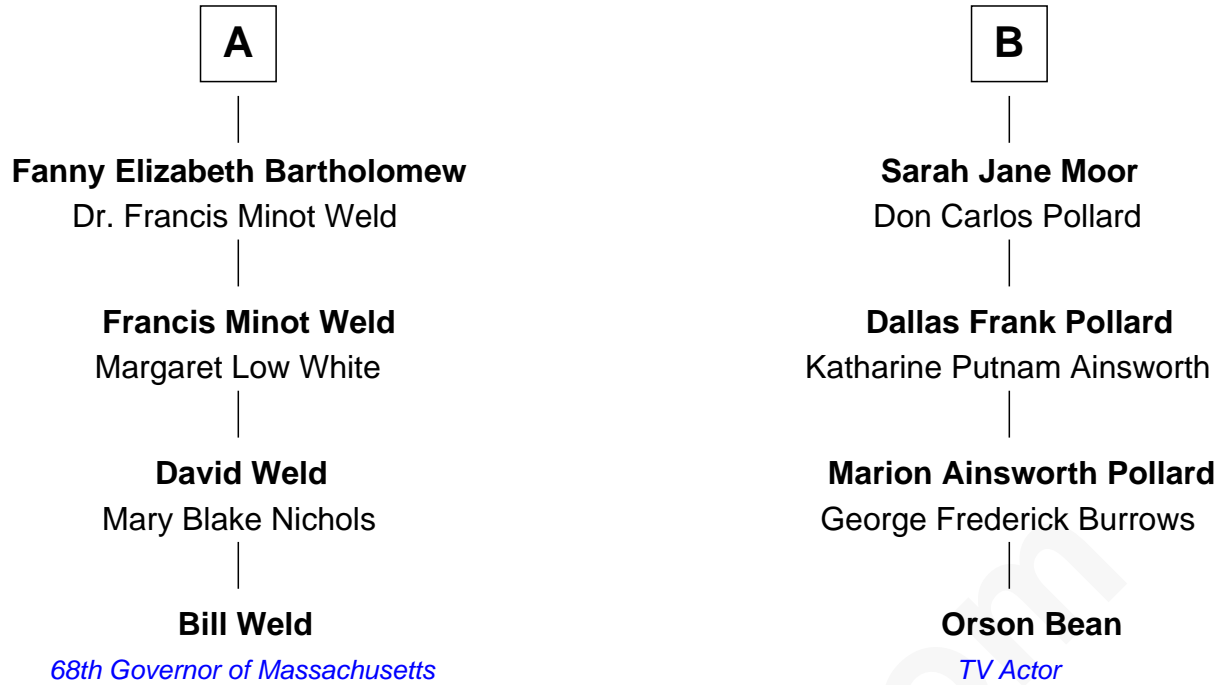 A
Fanny Elizabeth Bartholomew
Dr. Francis Minot Weld
Francis Minot Weld
Margaret Low White
David Weld
Mary Blake Nichols
Bill Weld
68th Governor of Massachusetts
B
Sarah Jane Moor
Don Carlos Pollard
Dallas Frank Pollard
Katharine Putnam Ainsworth
Marion Ainsworth Pollard
George Frederick Burrows
Orson Bean
TV Actor